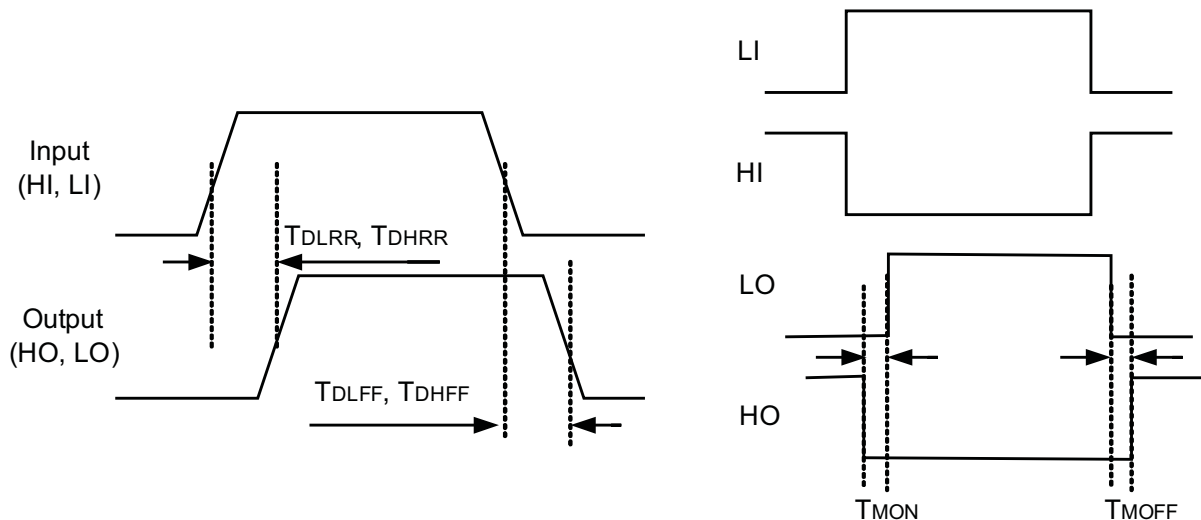 Input
(HI, LI)
TDLRR, TDHRR
Output
(HO, LO)
TDLFF, TDHFF
LI
HI
LO
HO
TMON
TMOFF